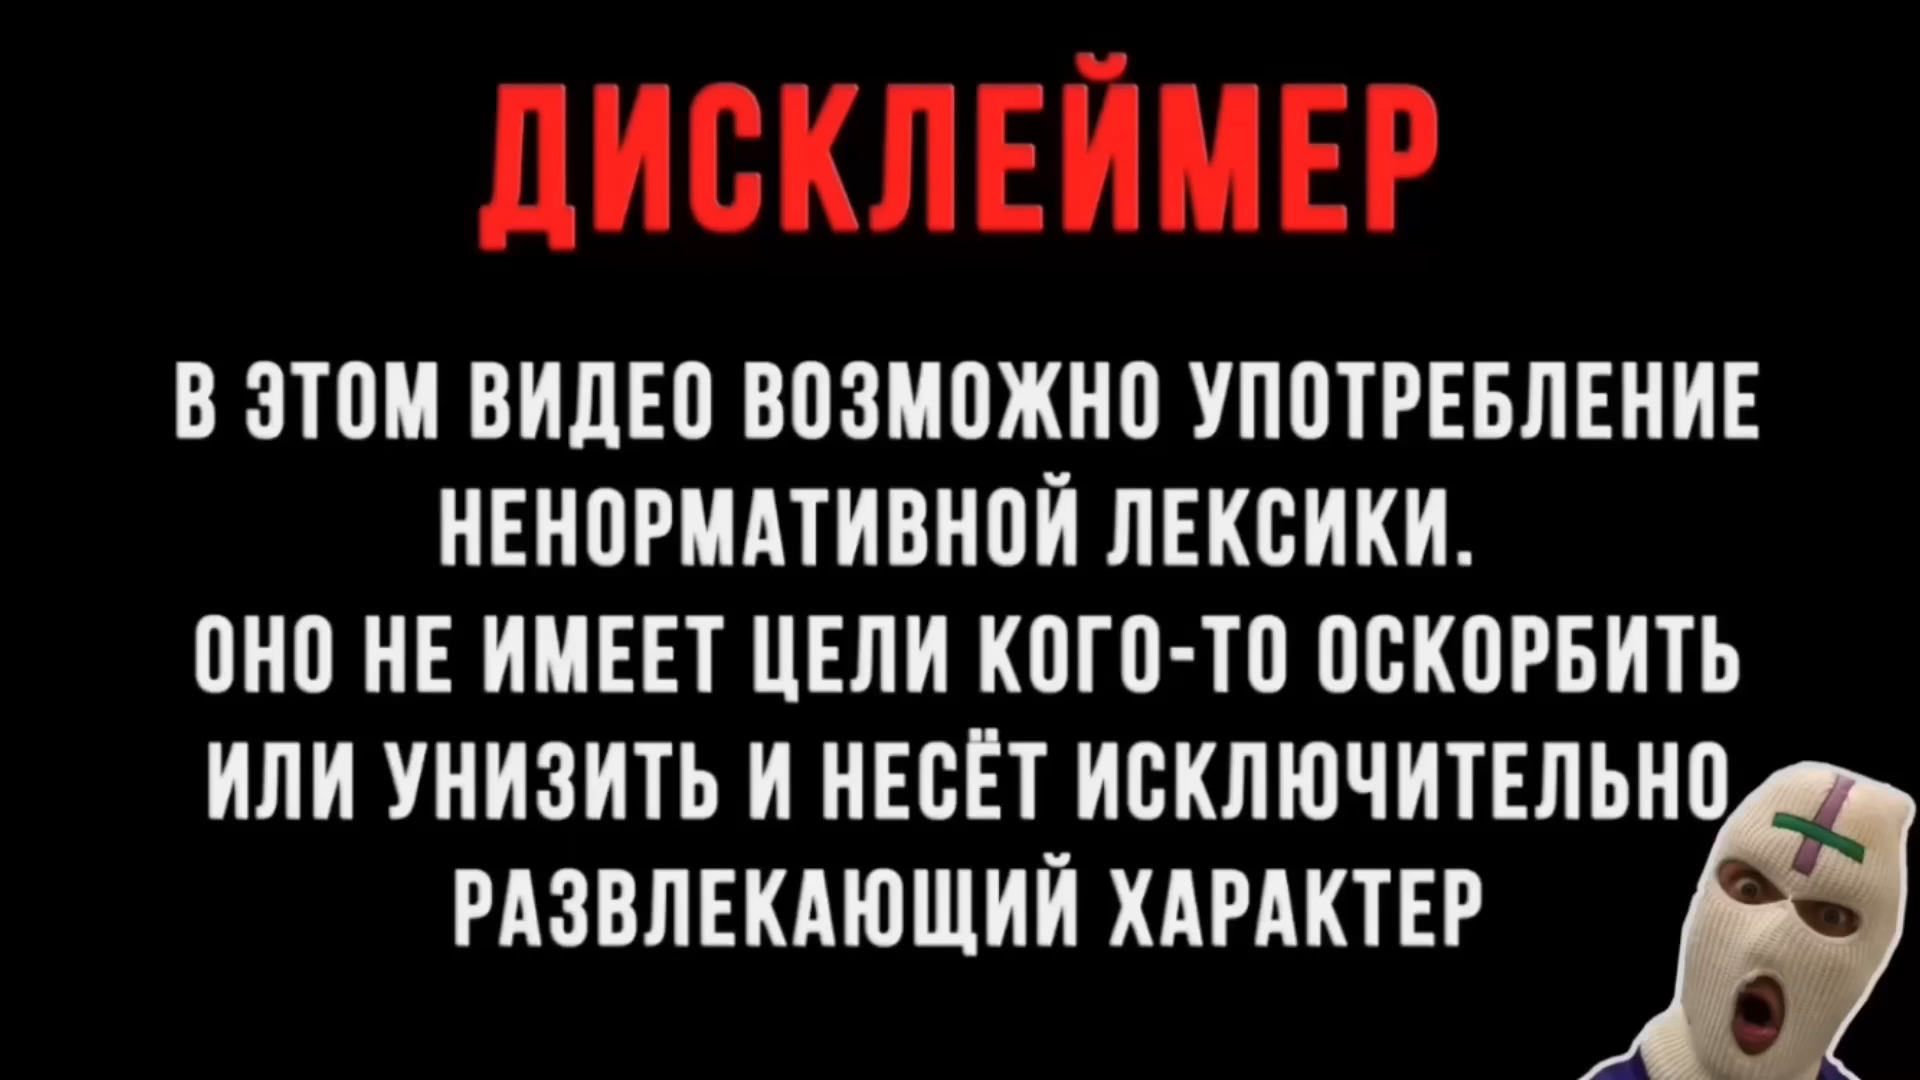 ДИСКЛЕЙМЕР
В ЭТОМ ВИДЕО ВОЗМОЖНО УПОТРЕБЛЕНИЕ
НЕНОРМАТИВНОЙ ЛЕКСИКИ.
ОНО НЕ ИМЕЕТ ЦЕЛИ КОГО-ТО ОСКОРБИТЬ
ИЛИ УНИЗИТЬ И НЕСЁТ ИСКЛЮЧИТЕЛЬНО
РАЗВЛЕКАЮЩИЙ ХАРАКТЕР